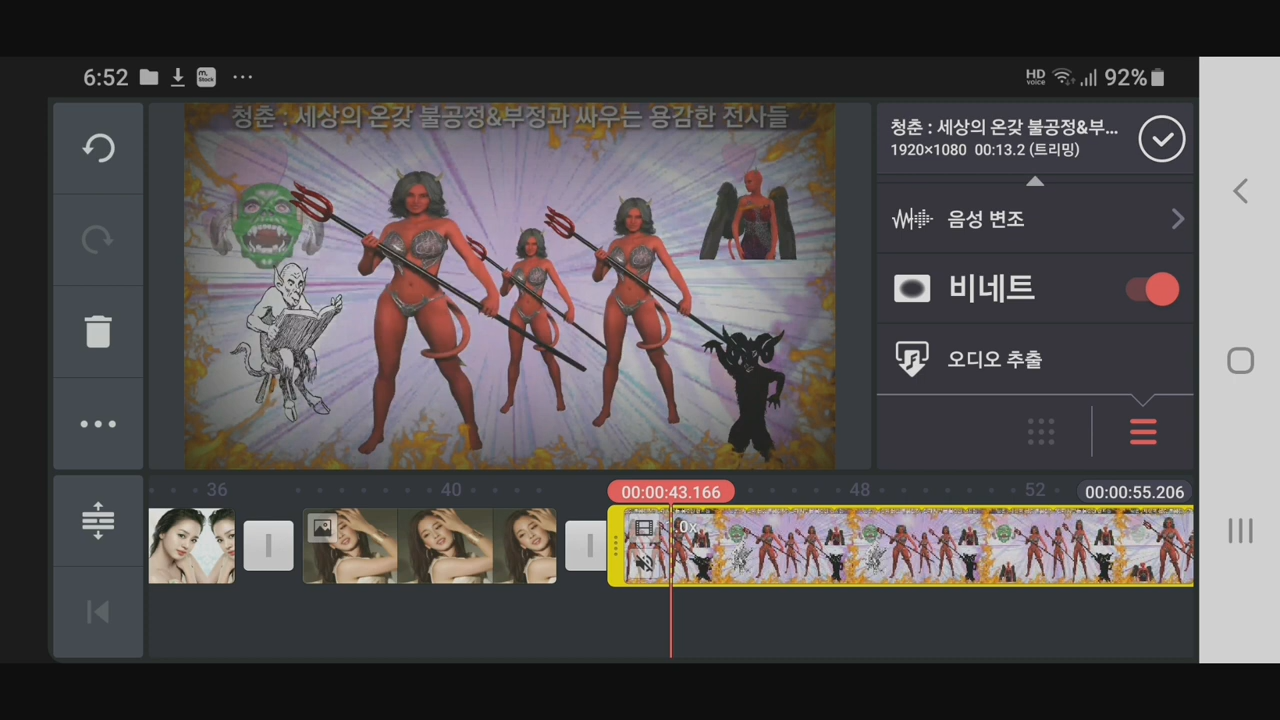 6:52
m.Stock
HD voice
92%
청춘 : 세상의 온갖 불공정&부정과 싸우는 용감한 전사들
청춘 : 세상의 온갖 불공정&부...
1920×1080 00:13.2 (트리밍)
음성 변조
비네트
오디오 추출
36
40
00:00:43.166
48
52
00:00:55.206
.0x